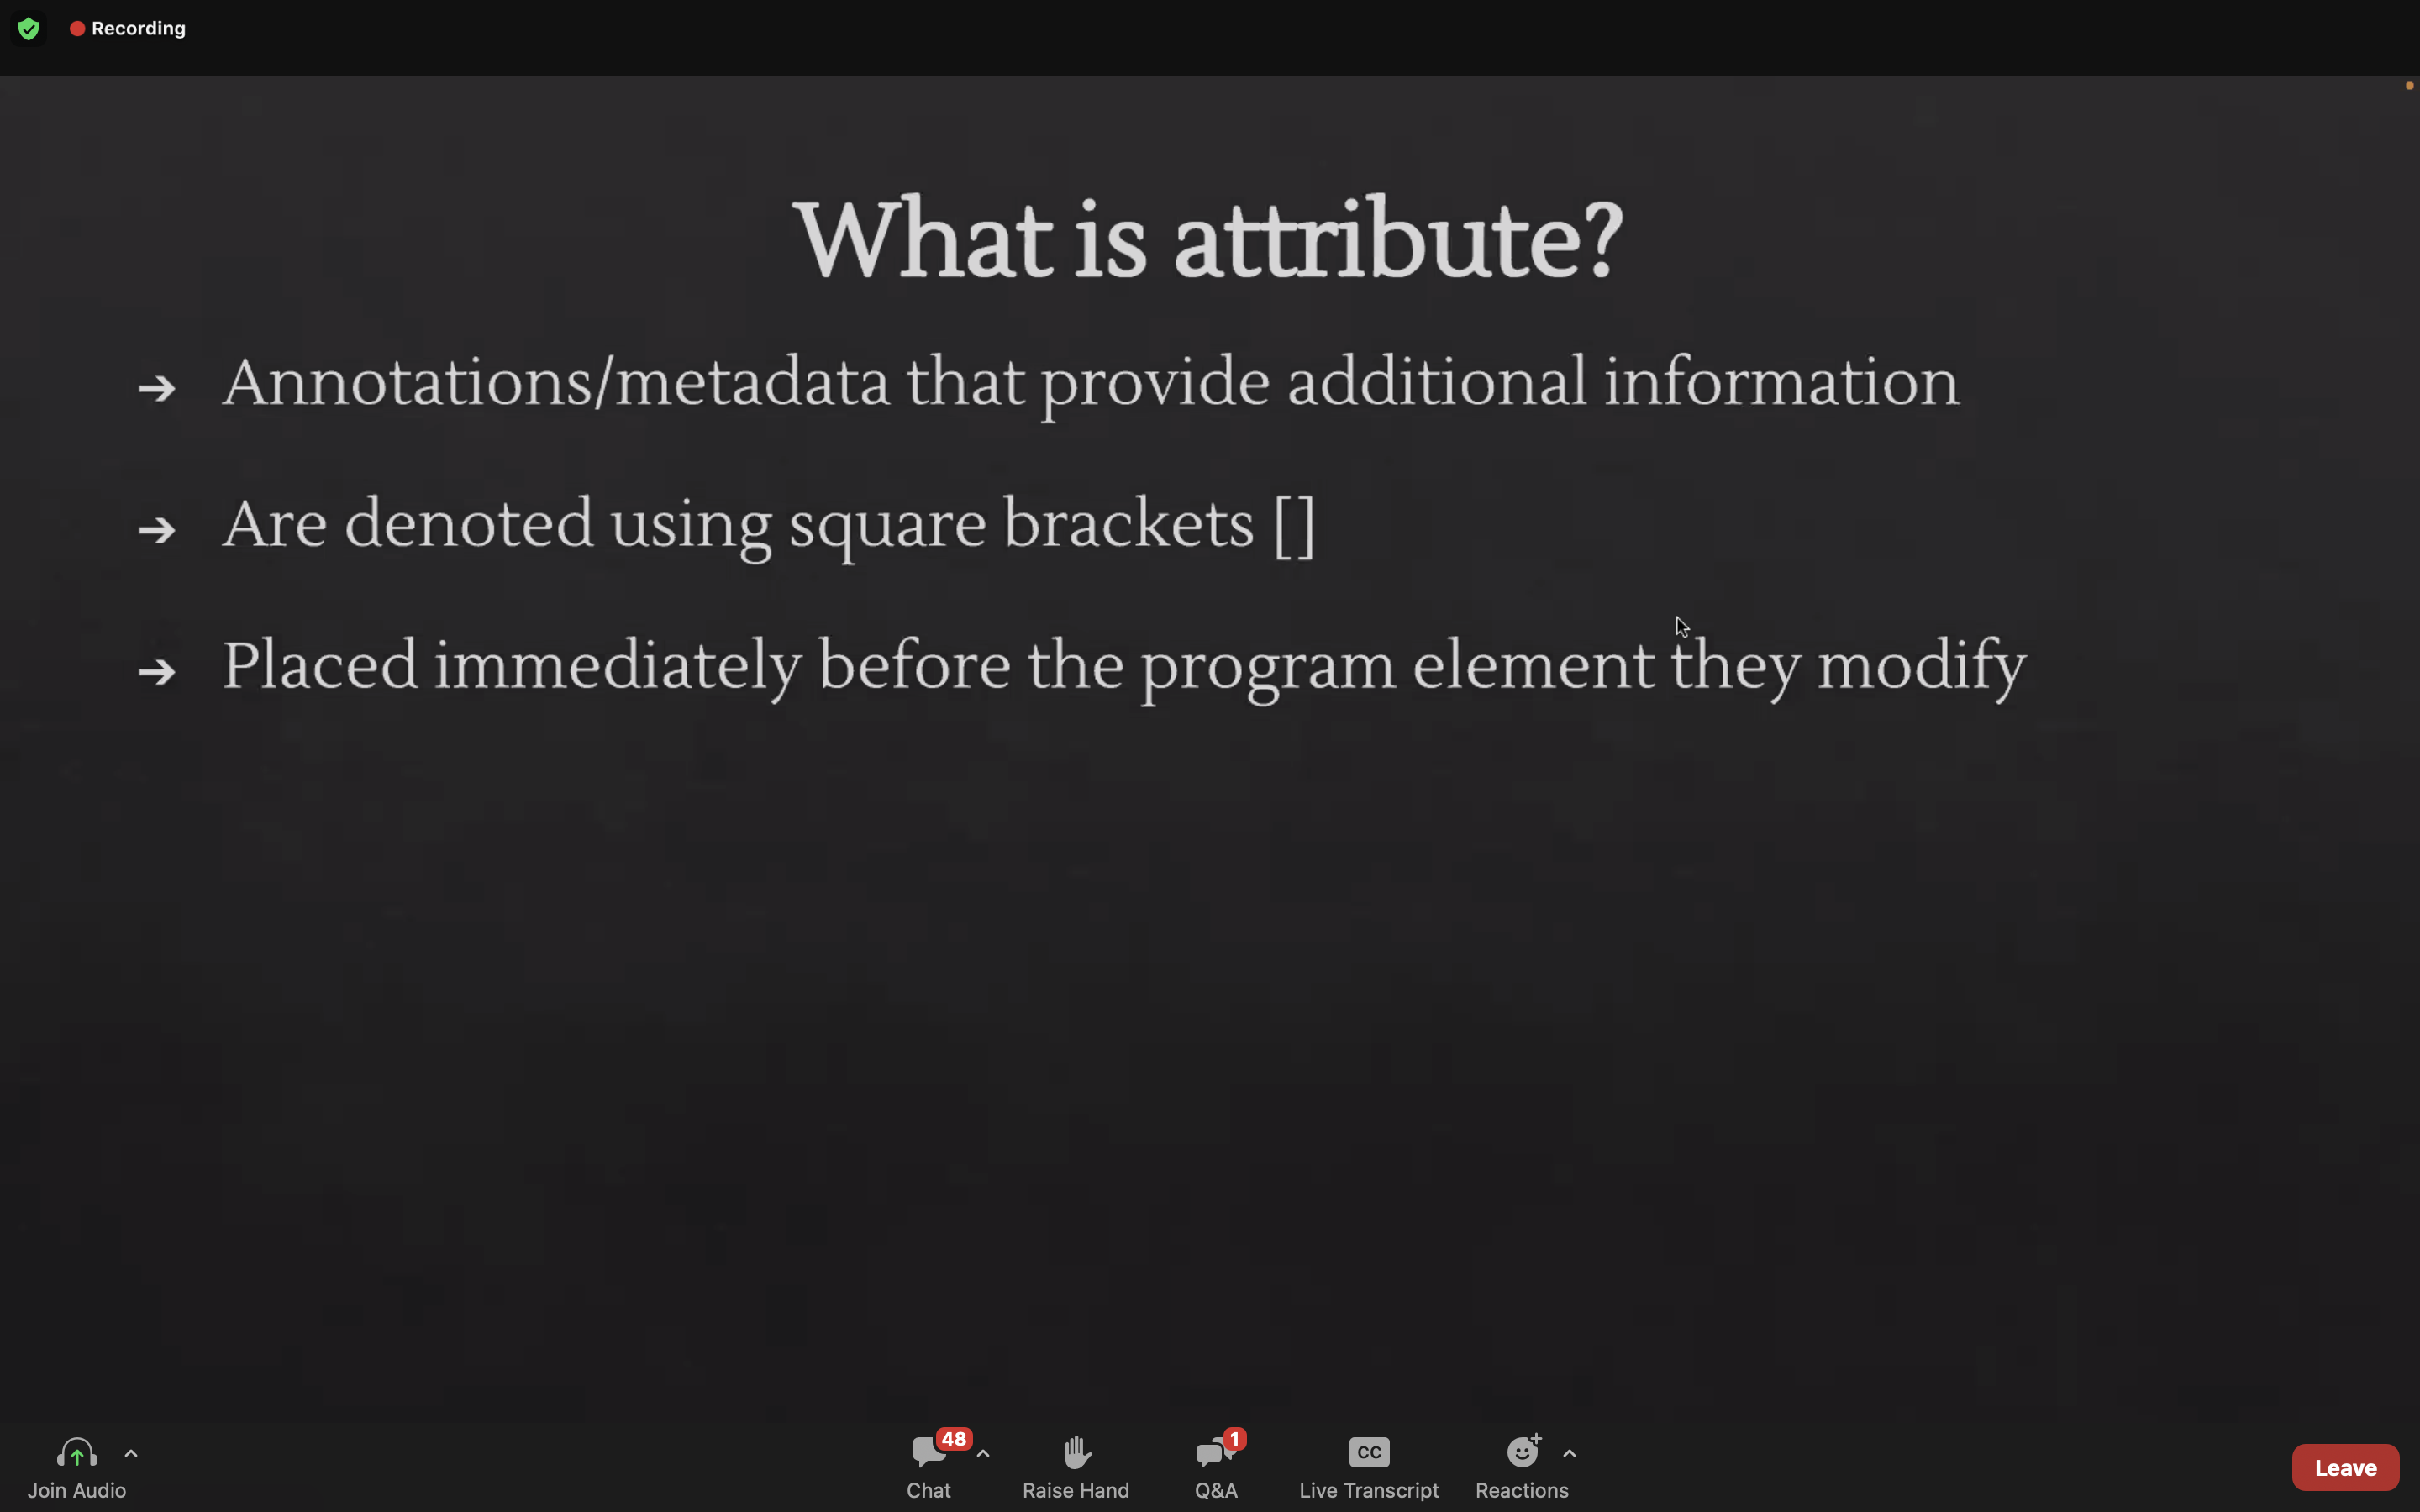 Recording
What is attribute?
➔ Annotations/metadata that provide additional information
➔ Are denoted using square brackets []
➔ Placed immediately before the program element they modify
48
1
CC
Join Audio
Chat
Raise Hand
Q&A
Live Transcript
Reactions
Leave